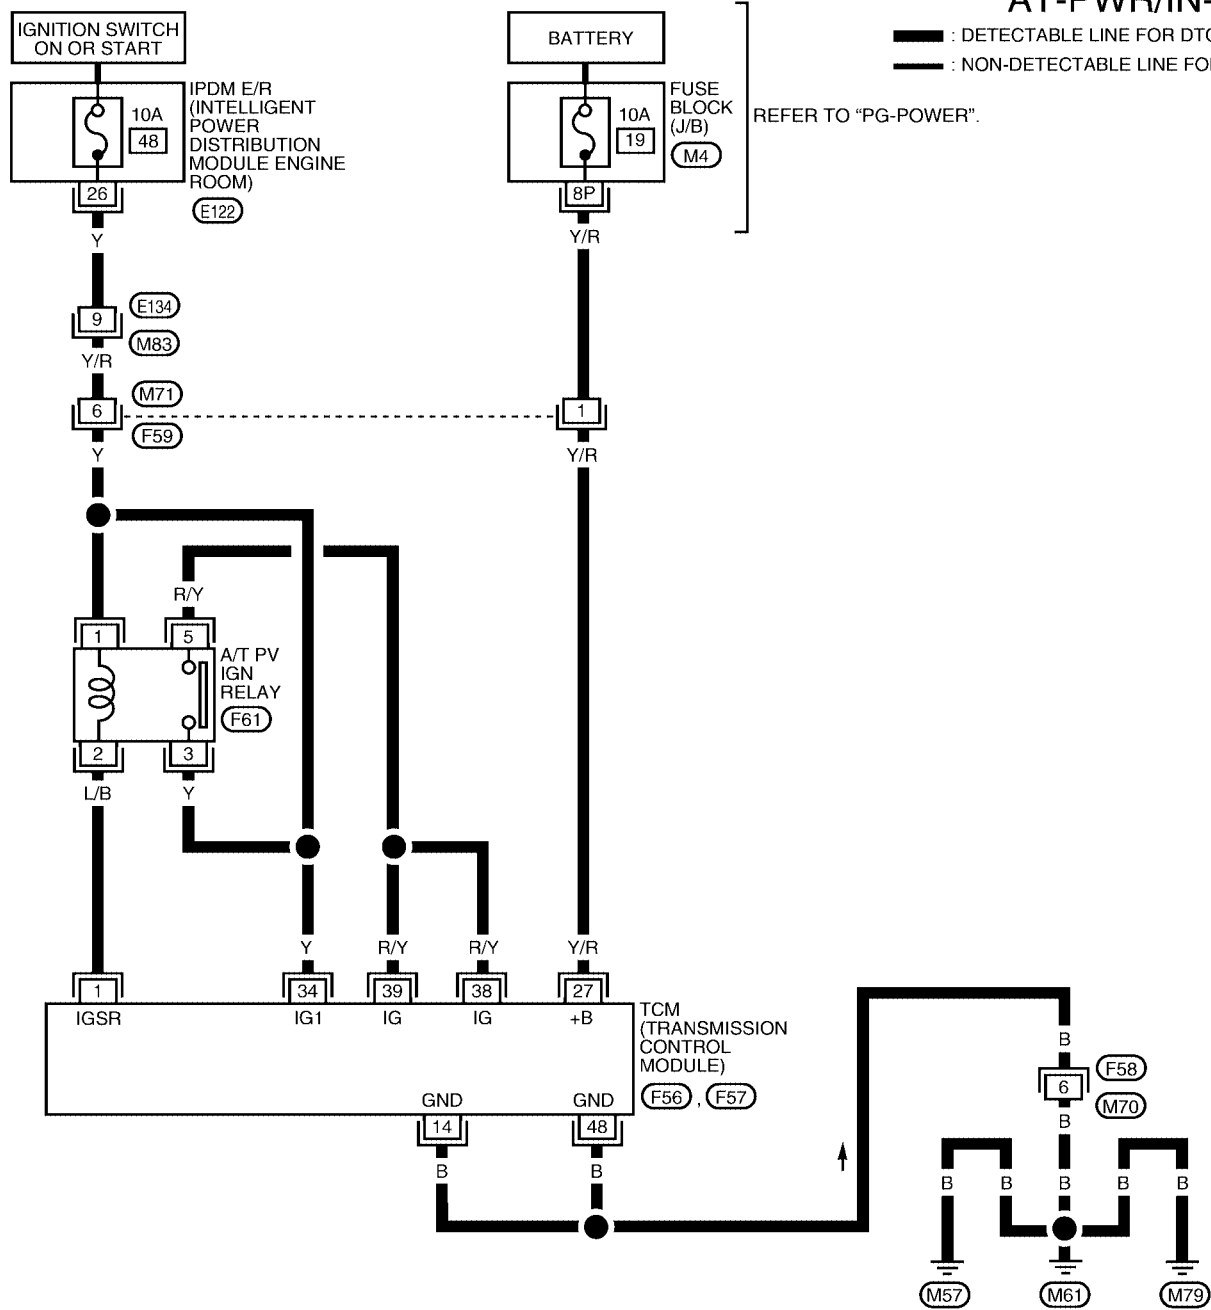 AT-PWR/IN-
: DETECTABLE LINE FOR DTC
: NON-DETECTABLE LINE FO
IGNITION SWITCH
ON OR START
BATTERY
10A
48
IPDM E/R
(INTELLIGENT
POWER
DISTRIBUTION
MODULE ENGINE
ROOM)
E122
10A
19
FUSE
BLOCK
(J/B)
M4
REFER TO “PG-POWER”.
26
8P
Y
Y/R
9
E134
M83
Y/R
6
M71
F59
1
Y
Y/R
R/Y
1
5
A/T PV
IGN
RELAY
F61
2
3
L/B
Y
Y
R/Y
R/Y
Y/R
1
34
39
38
27
IGSR
IG1
IG
IG
+B
TCM
(TRANSMISSION
CONTROL
MODULE)
F56 , F57
GND
GND
14
48
B
B
B
6
F58
M70
B
B
B
B
B
B
M57
M61
M79